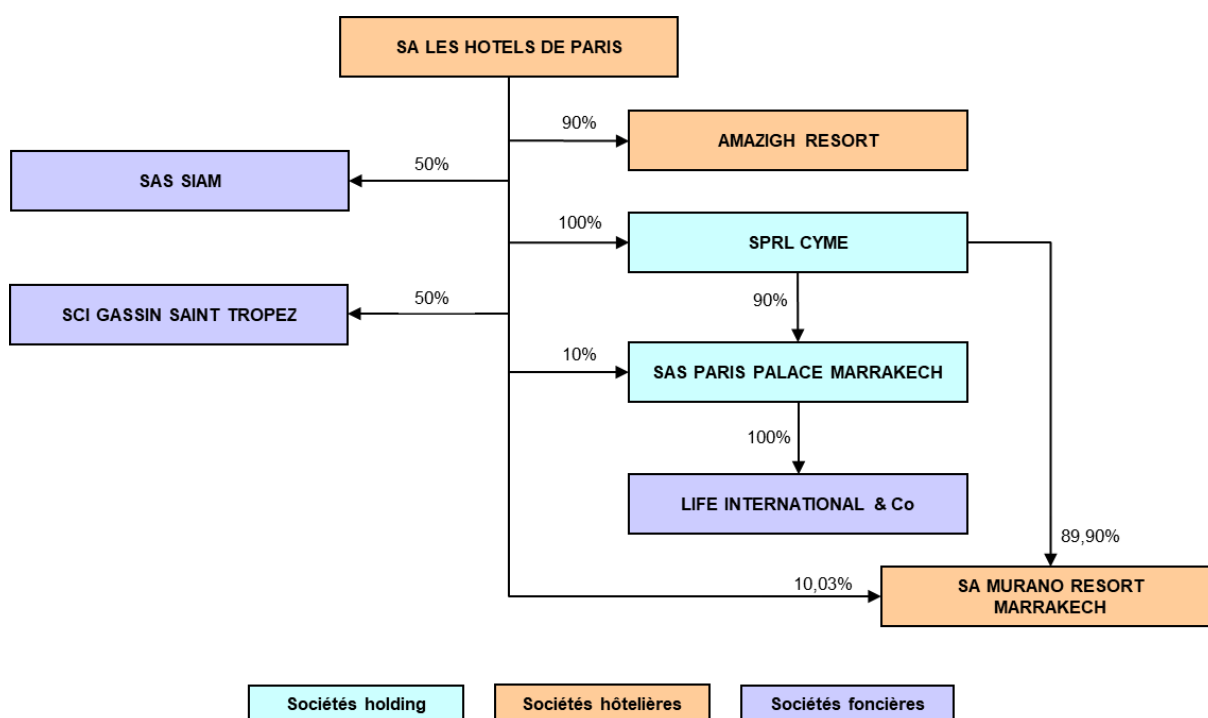 SA LES HOTELS DE PARIS
90%
AMAZIGH RESORT
50%
SAS SIAM
100%
SPRL CYME
50%
SCI GASSIN SAINT TROPEZ
90%
10%
SAS PARIS PALACE MARRAKECH
100%
LIFE INTERNATIONAL & Co
89,90%
10,03%
SA MURANO RESORT
MARRAKECH
Sociétés holding
Sociétés hôtelières
Sociétés foncières